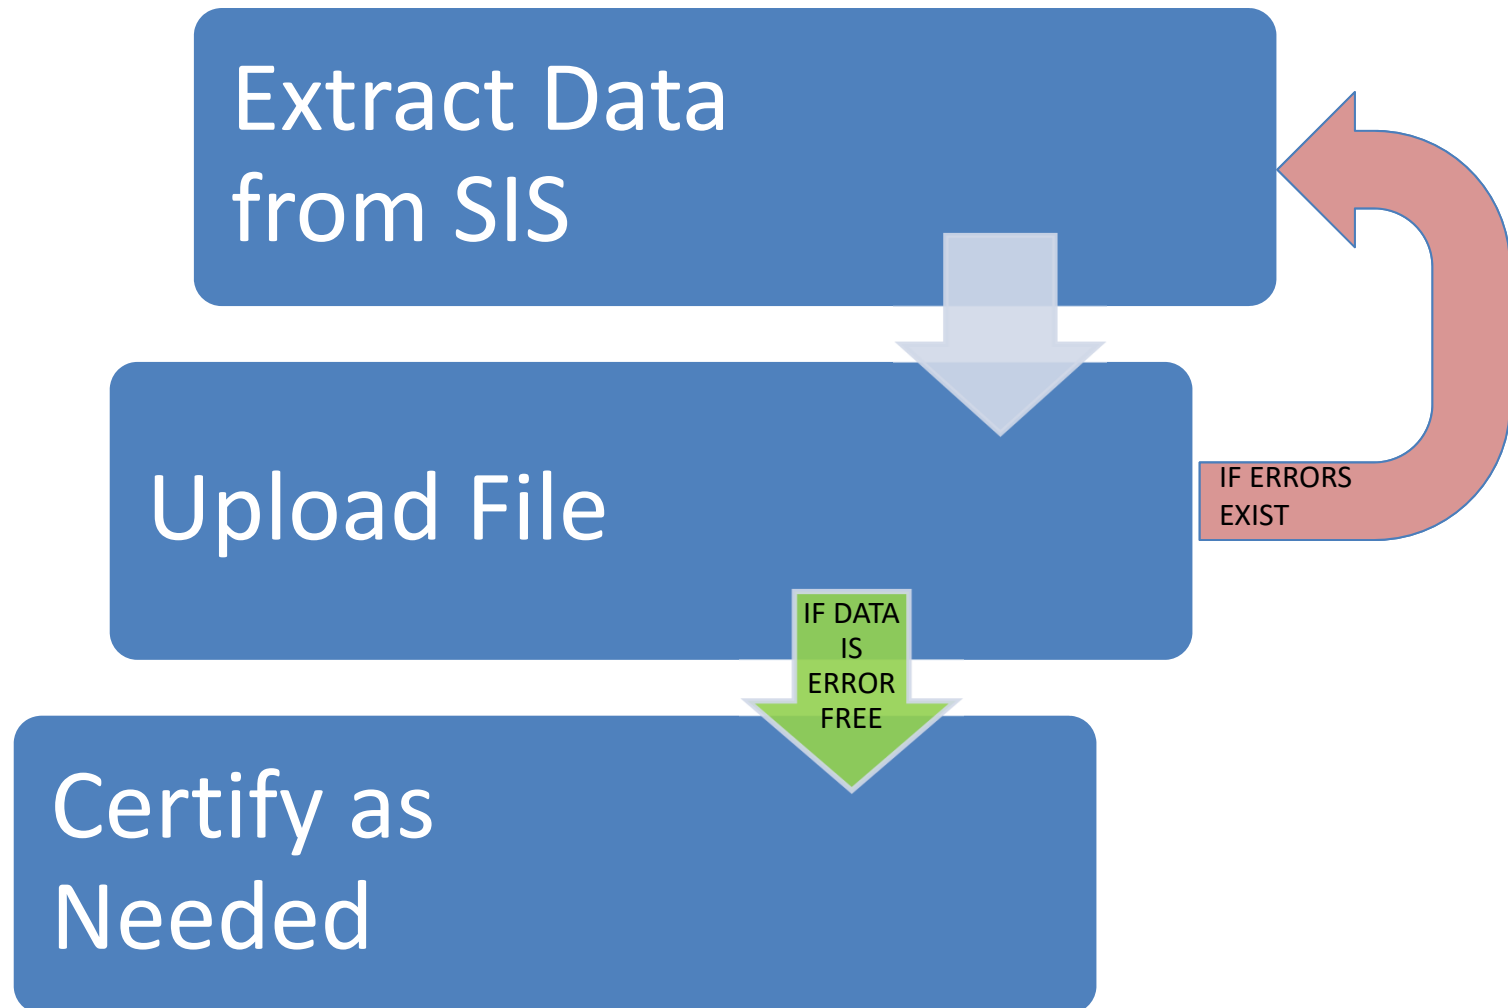 Extract Data
from SIS
Upload File
IF ERRORS
EXIST
IF DATA
IS
ERROR
FREE
Certify as
Needed